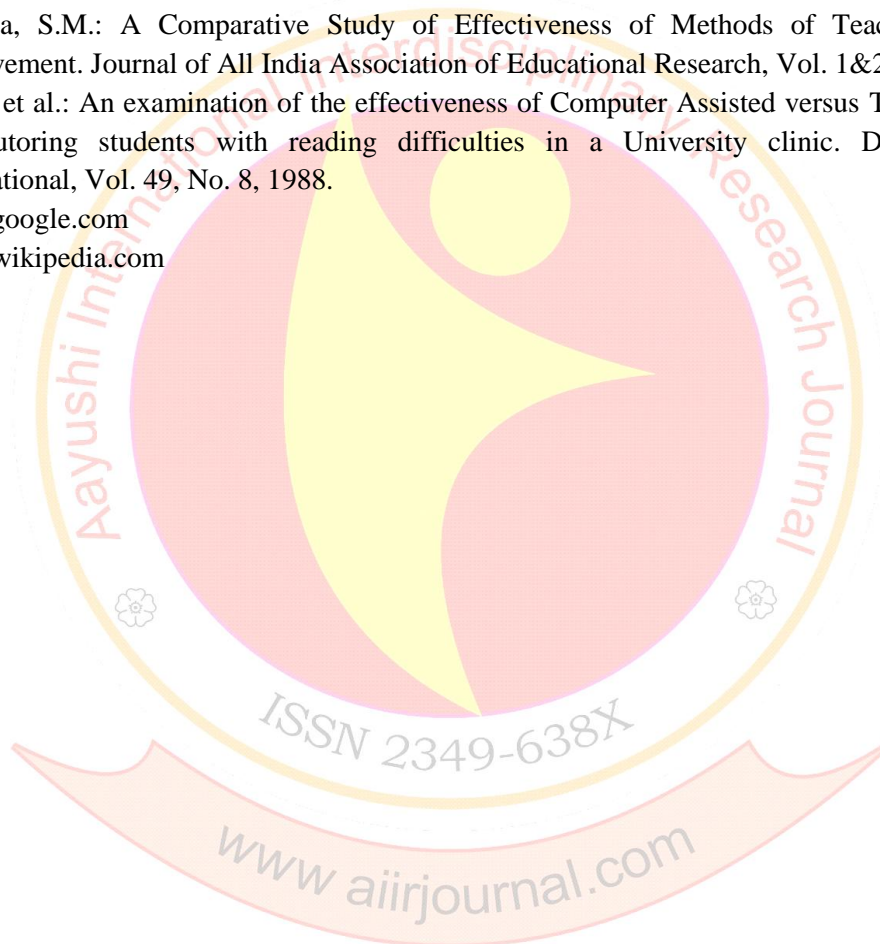 a, S.M.: A Comparative Study of Effectiveness of Methods of Teac
vement. Journal of All India Association of Educational Research, Vol. 1&2
et al.: An examination of the effectiveness of Computer Assisted versus T
utoring students with reading difficulties in a University clinic. D
ational, Vol. 49, No. 8, 1988.
google.com
wikipedia.com
Aayushi International Interdisciplinary Research Journal
ISSN 2349-638X
www aiirjournal.com